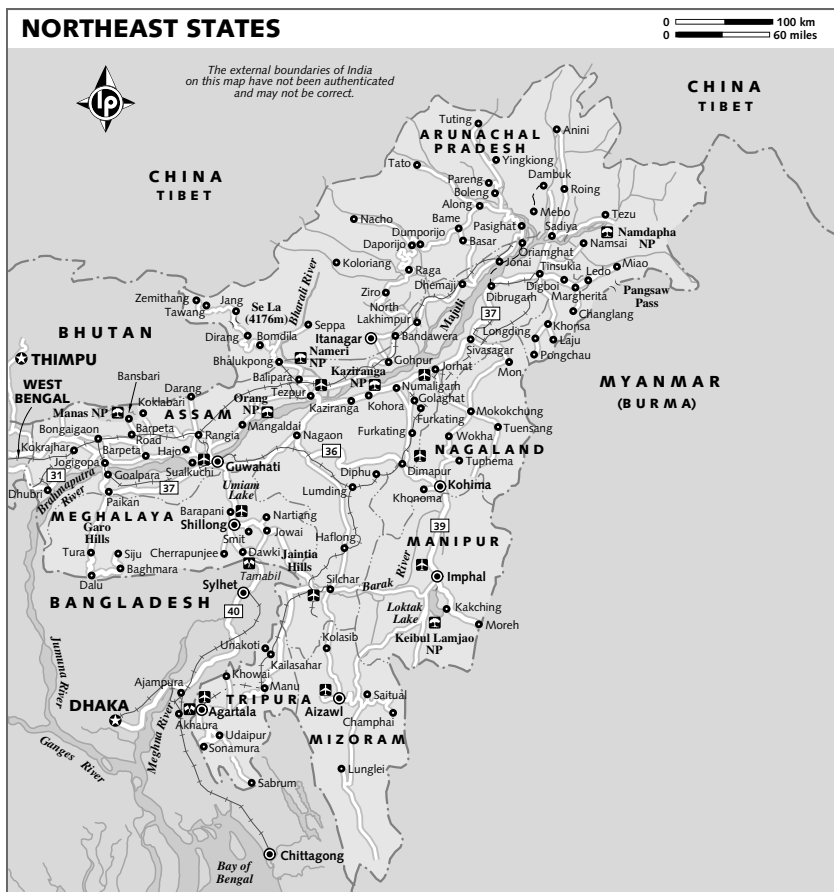 NORTHEAST STATES
0 100 km
0 60 miles
The external boundaries of India
on this map have not been authenticated
and may not be correct.
lp
CHINA
TIBET
CHINA
TIBET
Tuting
ARUNACHAL
PRADESH
Anini
Yingkiong
Tato
Dambuk
Pareng
Boleng
Roing
Along
Nacho
Bame
Mebo
Tezu
Dumporijo
Pasighat
Sadiya
Namdapha
NP
Daporijo
Basar
Oriamghat
Namsai
Koloriang
Raga
Jonai
Tinsukia
Ledo
Miao
Bharali River
Dhemaji
Digboi
Ziro
Dibrugarh
Margherita
Pangsaw
Pass
Zemithang
Jang
Se La
(4176m)
North
Lakhimpur
Majuli
37
Changlang
Tawang
Seppa
Longding
Khonsa
BHUTAN
Dirang
Bomdila
Itanagar
Bandawera
Laju
Nameri
NP
Sivasagar
THIMPU
Bhalukpong
Gohpur
Pongchau
Kaziranga
NP
Jorhat
Mon
MYANMAR
(BURMA)
WEST
BENGAL
Bansbari
Balipara
Darang
Orang
NP
Numaligarh
Koklabari
Tezpur
Golaghat
Manas NP
ASSAM
Kaziranga
Kohora
Furkating
Mokokchung
Bongaigaon
Barpeta
Road
Mangaldai
Tuensang
Rangia
Nagaon
Furkating
Wokha
Kokrajhar
Barpeta
Hajo
36
NAGALAND
Jogigopa
Guwahati
Tuphema
Sualkuchi
Diphu
Dimapur
31
Goalpara
Kohima
Dhubri
Brahmaputra
River
37
Umiam
Lake
Lumding
Khonoma
Paikan
Barapani
Nartiang
MEGHALAYA
Shillong
39
Garo
Hills
Jowai
MANIPUR
Smit
Haflong
Tura
Siju
Cherrapunjee
Dawki
Jaintia
Hills
Baghmara
Tamabil
River
Imphal
Dalu
Silchar
Barak
Sylhet
BANGLADESH
Loktak
Lake
Kakching
40
Moreh
Jumuna River
Kolasib
Keibul Lamjao
NP
Unakoti
Kailasahar
Khowai
Ajampura
Manu
Saitual
DHAKA
TRIPURA
Aizawl
Agartala
Champhai
Meghna River
Akhaura
Udaipur
MIZORAM
Ganges River
Sonamura
Lunglei
Sabrum
Chittagong
Bay of
Bengal